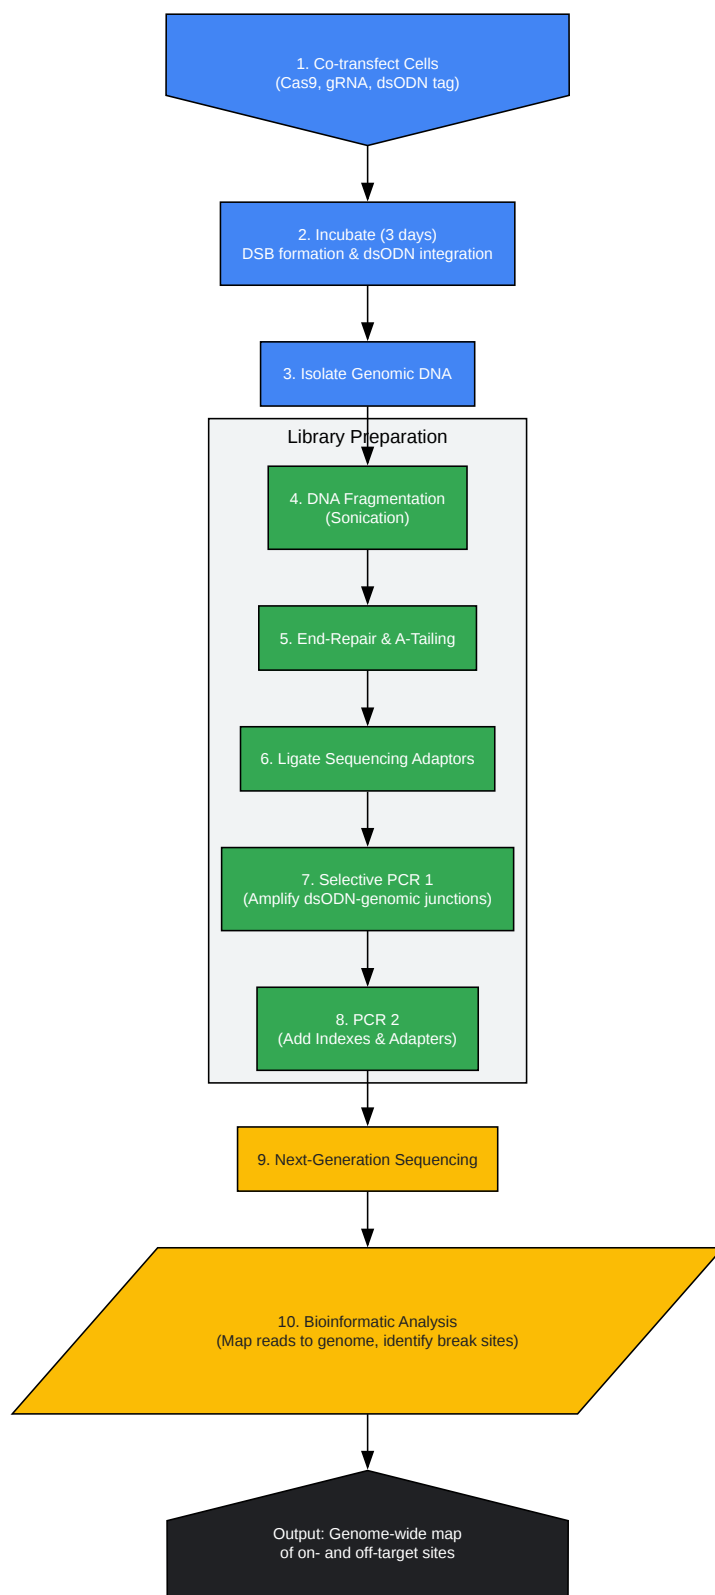 1. Co-transfect Cells
(Cas9, gRNA, dsODN tag)
2. Incubate (3 days)
DSB formation & dsODN integration
3. Isolate Genomic DNA
Library Preparation
4. DNA Fragmentation
(Sonication)
5. End-Repair & A-Tailing
6. Ligate Sequencing Adaptors
7. Selective PCR 1
(Amplify dsODN-genomic junctions)
8. PCR 2
(Add Indexes & Adapters)
9. Next-Generation Sequencing
10. Bioinformatic Analysis
(Map reads to genome, identify break sites)
Output: Genome-wide map
of on- and off-target sites